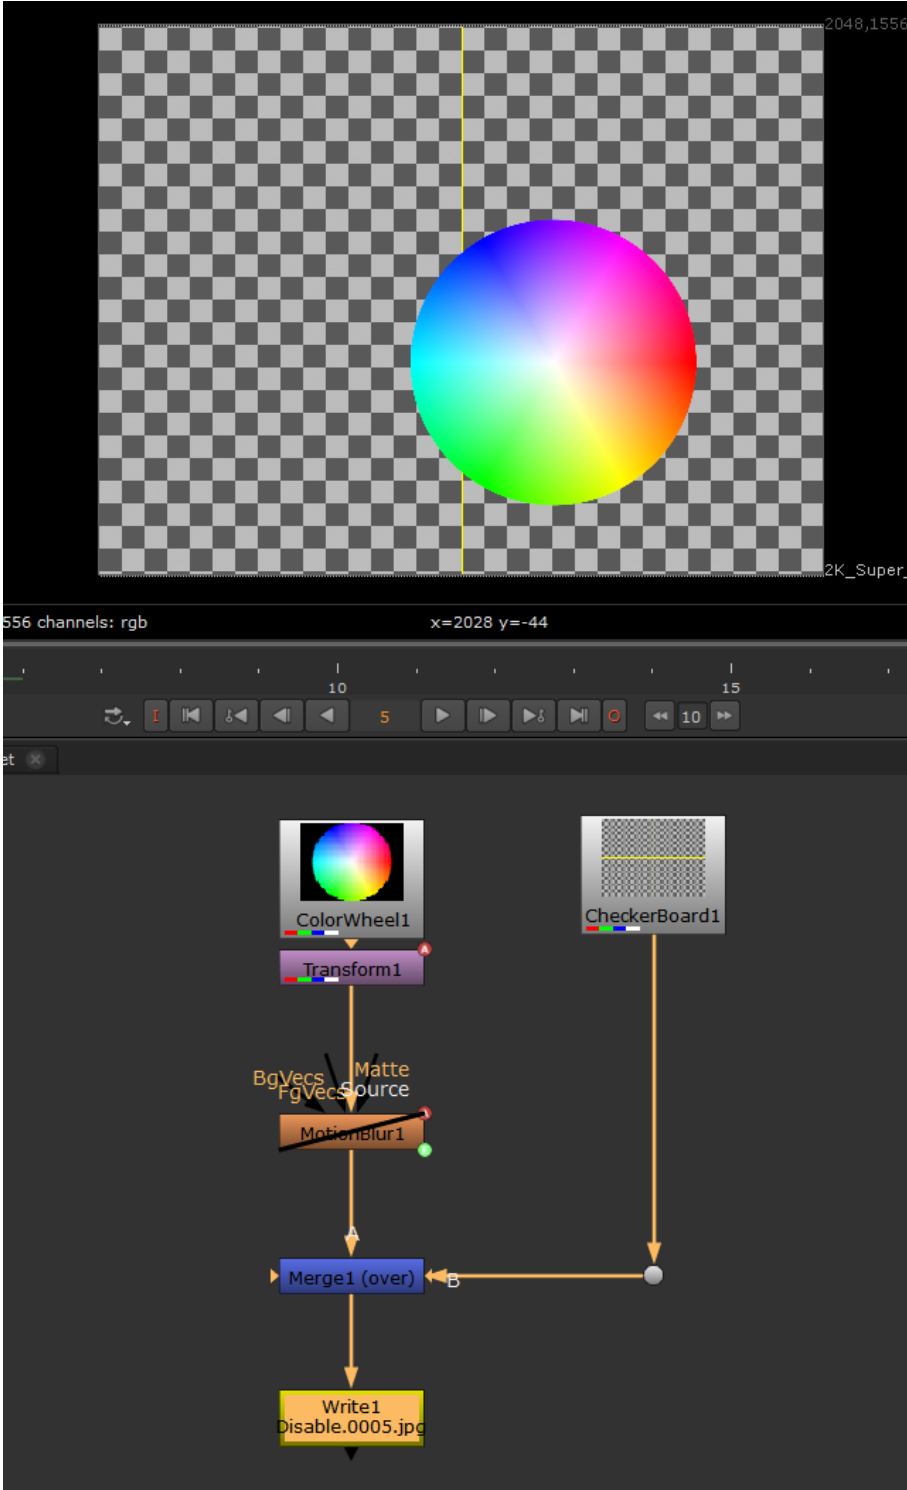 2048,1556
2K_Super_
556 channels: rgb
x=2028 y=-44
10
15
I
5
O
10
et
ColorWheel1
CheckerBoard1
A
Transform1
BgVecs
FgVecs
Matte
Source
A
MotionBlur1
E
A
Merge1 (over)
B
Write1
Disable.0005.jpg